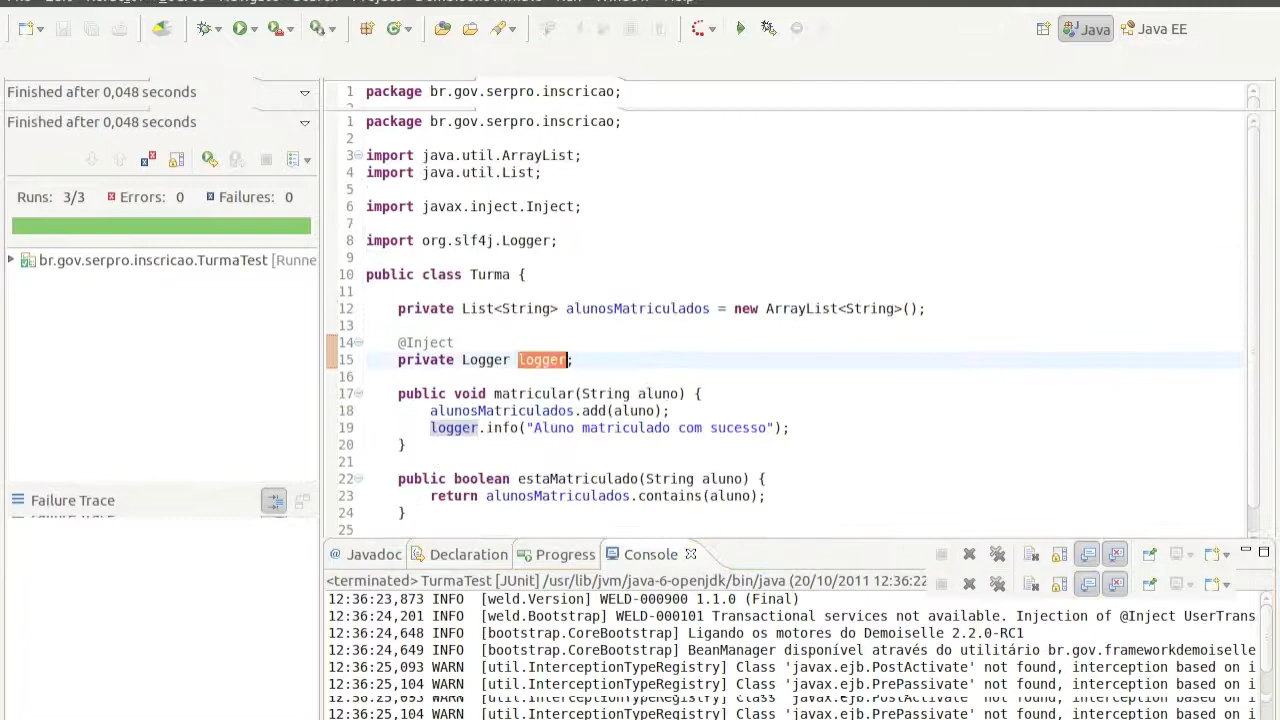 Java
Java EE
Finished after 0,048 seconds
1 package br.gov.serpro.inscricao;
Finished after 0,048 seconds
1 package br.gov.serpro.inscricao;
2
3 import java.util.ArrayList;
4 import java.util.List;
5
6 import javax.inject.Inject;
7
Runs: 3/3 Errors: 0 Failures: 0
8 import org.slf4j.Logger;
9
br.gov.serpro.inscricao.TurmaTest [Runne
10 public class Turma {
11
12 private List<String> alunosMatriculados = new ArrayList<String>();
13
14 @Inject
15 private Logger logger;
16
17 public void matricular(String aluno) {
18 alunosMatriculados.add(aluno);
19 logger.info("Aluno matriculado com sucesso");
20 }
21
22 public boolean estaMatriculado(String aluno) {
23 return alunosMatriculados.contains(aluno);
24 }
25
Failure Trace
@ Javadoc Declaration Progress Console
<terminated> TurmaTest [JUnit] /usr/lib/jvm/java-6-openjdk/bin/java (20/10/2011 12:36:22
12:36:23,873 INFO [weld.Version] WELD-000900 1.1.0 (Final)
12:36:24,201 INFO [weld.Bootstrap] WELD-000101 Transactional services not available. Injection of @Inject UserTrans
12:36:24,648 INFO [bootstrap.CoreBootstrap] Ligando os motores do Demoiselle 2.2.0-RC1
12:36:24,649 INFO [bootstrap.CoreBootstrap] BeanManager disponível através do utilitário br.gov.frameworkdemoiselle
12:36:25,093 WARN [util.InterceptionTypeRegistry] Class 'javax.ejb.PostActivate' not found, interception based on i
12:36:25,104 WARN [util.InterceptionTypeRegistry] Class 'javax.ejb.PrePassivate' not found, interception based on i
12:36:25,104 WARN [util.InterceptionTypeRegistry] Class 'javax.ejb.PrePassivate' not found, interception based on i